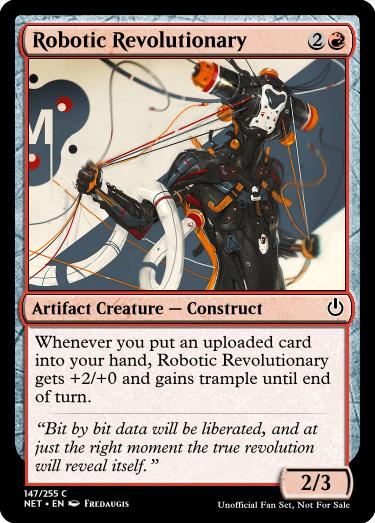 Robotic Revolutionary 2
M
Artifact Creature — Construct
Whenever you put an uploaded card
into your hand, Robotic Revolutionary
gets +2/+0 and gains trample until end
of turn.
“Bit by bit data will be liberated, and at
just the right moment the true revolution
will reveal itself.”
2/3
147/255 C
NET • EN Fredaugis
Unofficial Fan Set, Not For Sale